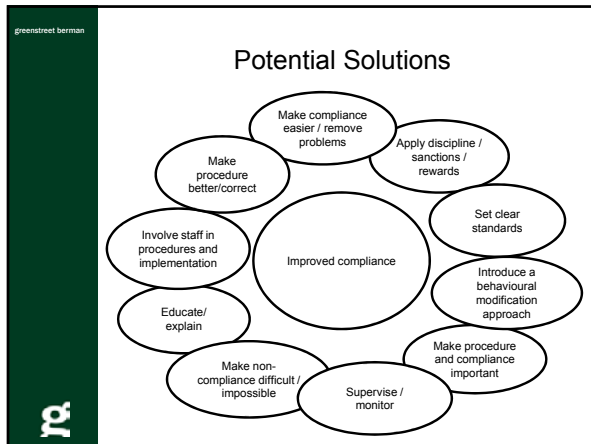 greenstreet berman
Potential Solutions
Make compliance
easier / remove
problems
Apply discipline /
sanctions /
rewards
Set clear
standards
Introduce a
behavioural
modification
approach
Make procedure
and compliance
important
Supervise /
monitor
Make non-
compliance difficult /
impossible
Educate/
explain
Involve staff in
procedures and
implementation
Make
procedure
better/correct
Improved compliance
g